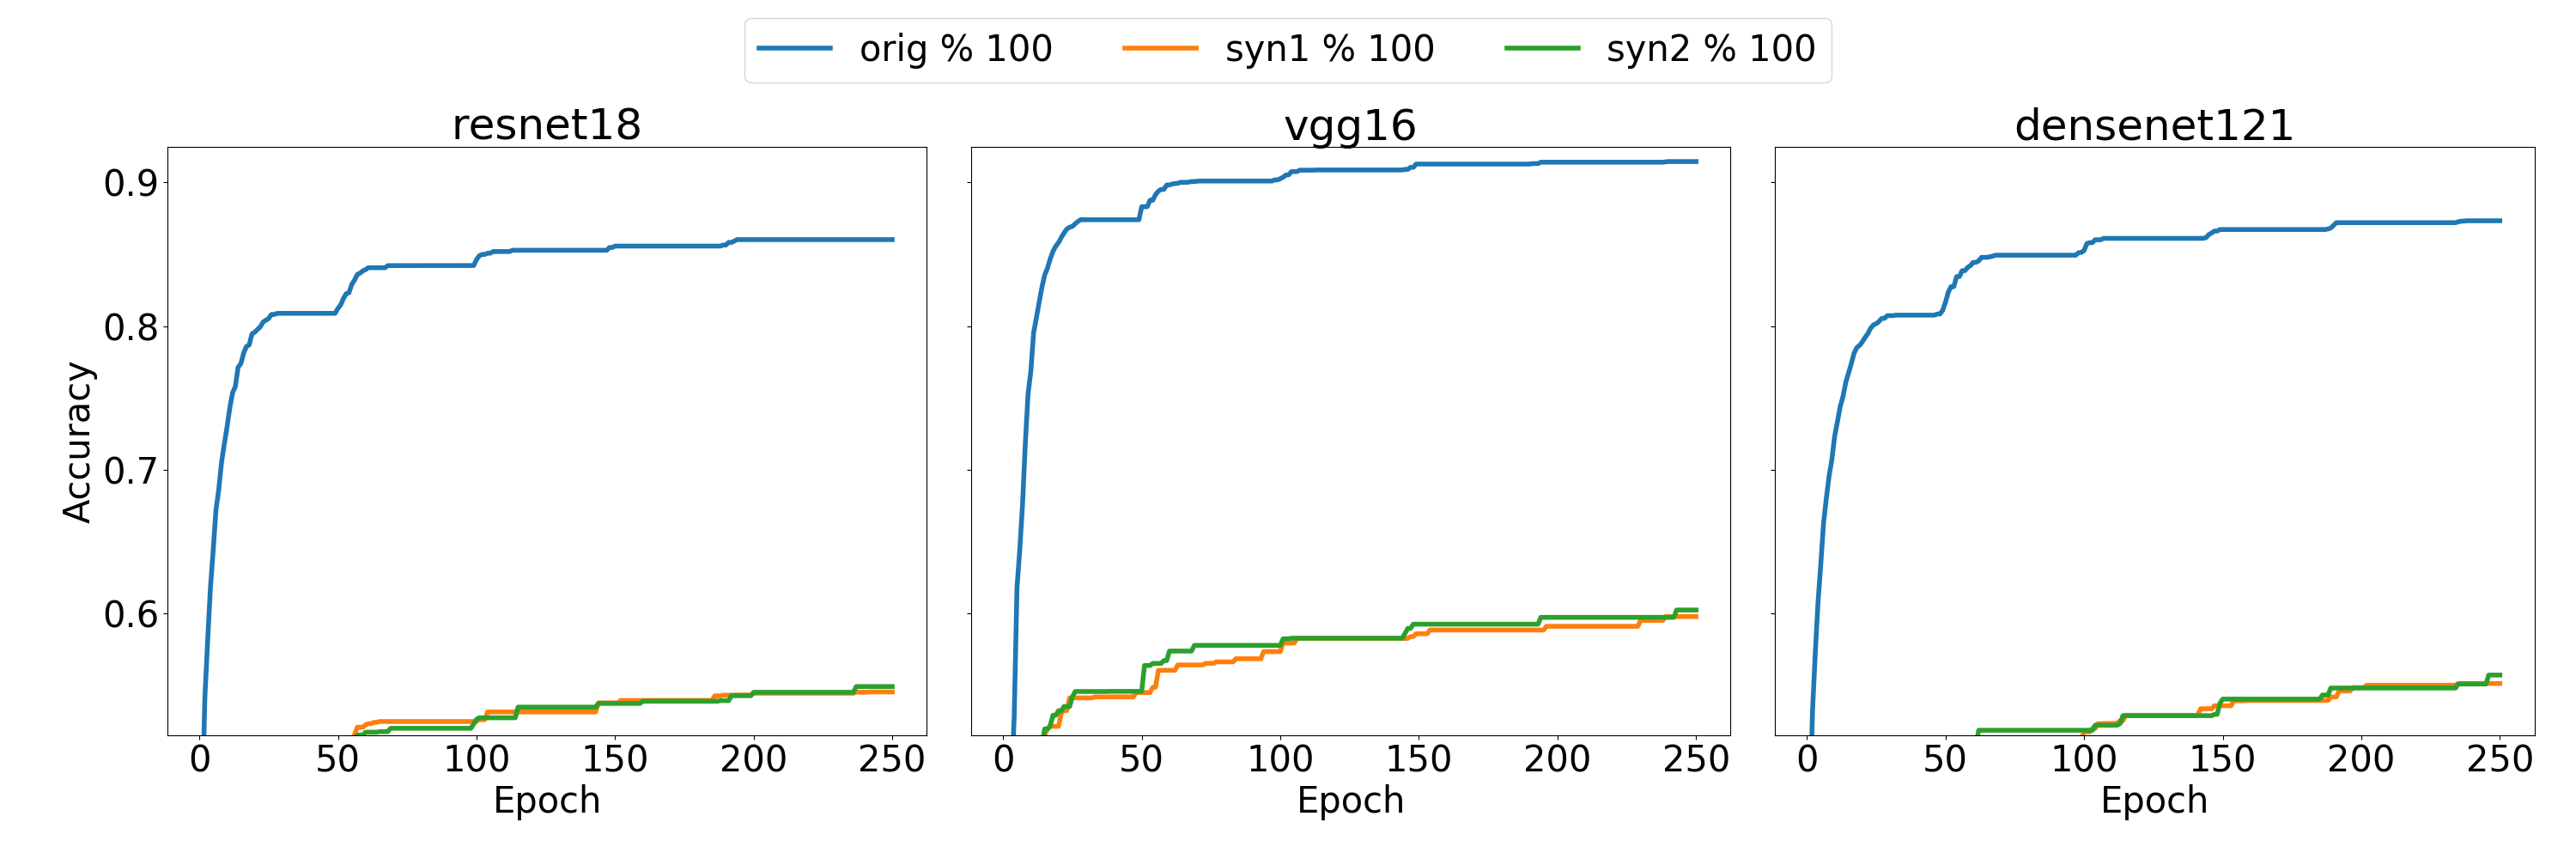 orig % 100 syn1 % 100 syn2 % 100
resnet18 vgg16 densenet121
Accuracy
0.9
0.8
0.7
0.6
0 50 100 150 200 250 0 50 100 150 200 250 0 50 100 150 200 250
Epoch Epoch Epoch